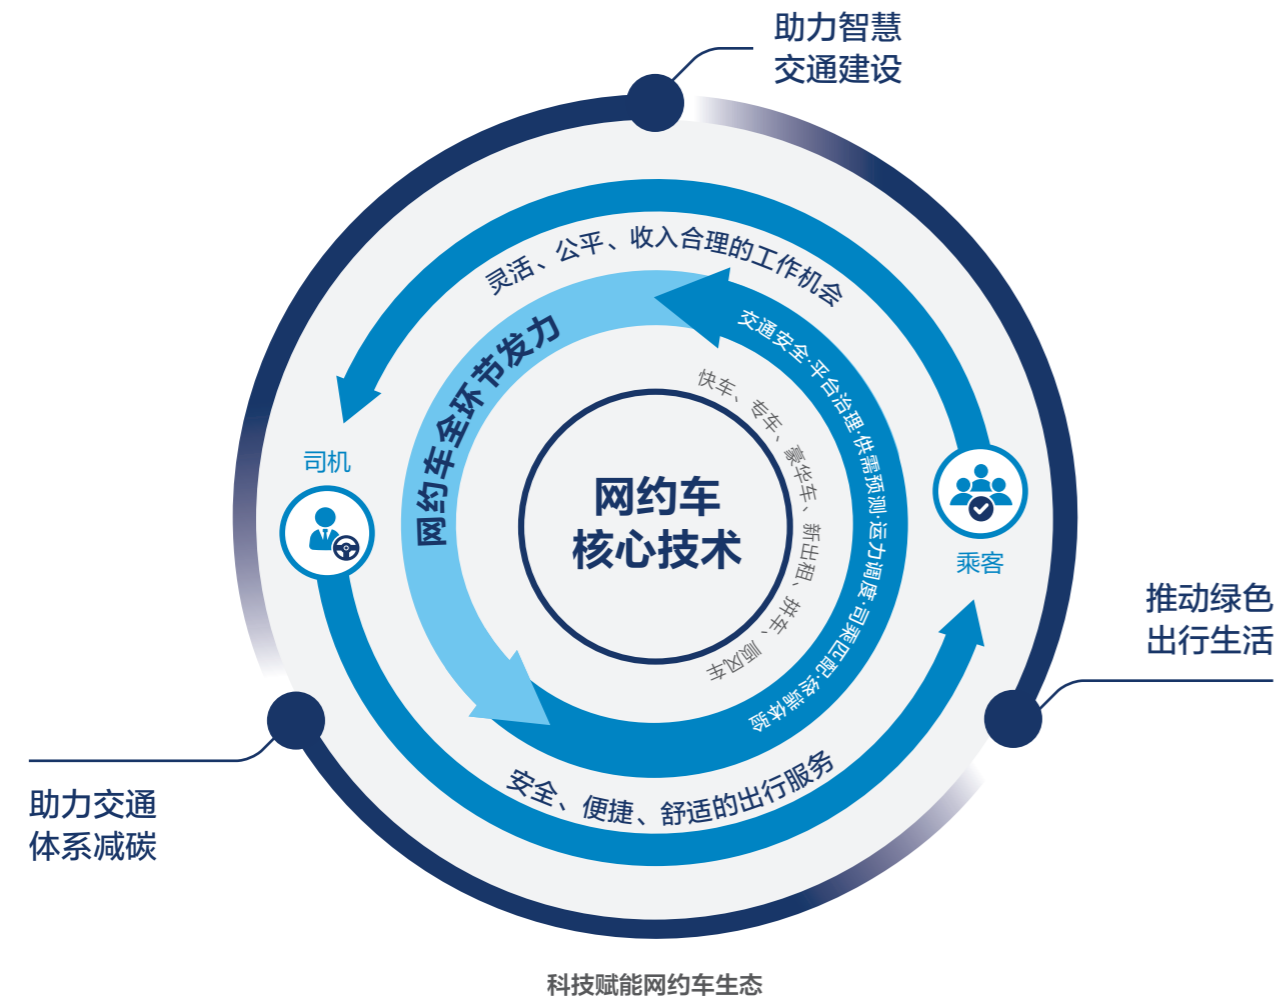 助力智慧
交通建设
灵活、公平、收入合理的工作机会
网约车全环节发力
交通安全·平台治理·供需预测·运力调度·司乘匹配·终端体验
快车、专车、豪华车、新出租、拼车、顺风车
司机
网约车
核心技术
乘客
推动绿色
出行生活
安全、便捷、舒适的出行服务
助力交通
体系减碳
科技赋能网约车生态